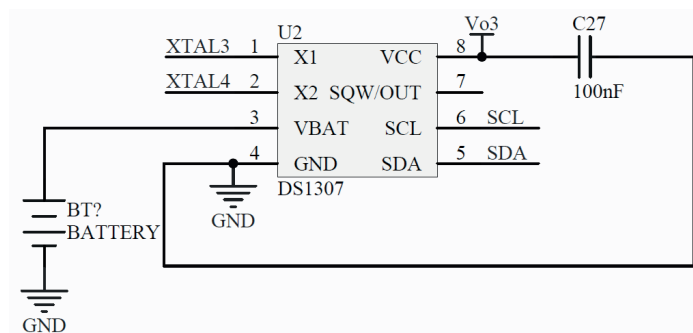 U2
Vo3
C27
XTAL3 1 X1 VCC 8
100nF
XTAL4 2 X2 SQW/OUT 7
3 VBAT SCL 6 SCL
4 GND SDA 5 SDA
DS1307
GND
BT?
BATTERY
GND